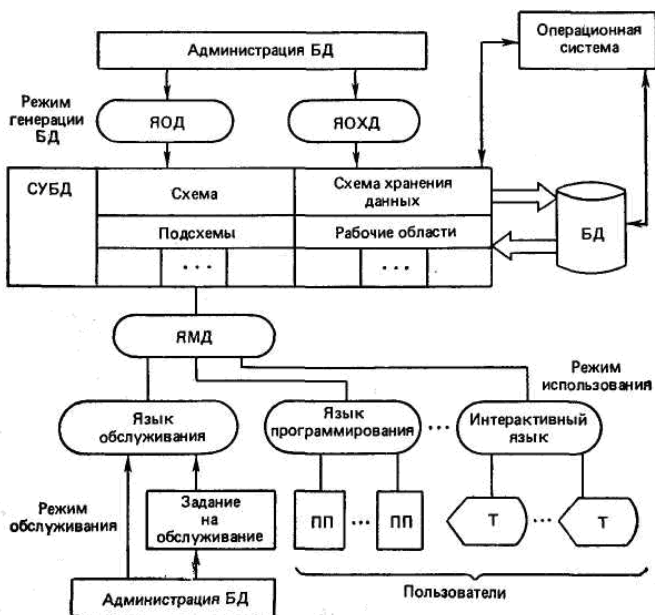 Администрация БД
Операционная
система
Режим
генерации
БД
ЯОД
ЯОХД
СУБД
Схема
Схема хранения
данных
Подсхемы
Рабочие области
...
...
БД
ЯМД
Режим
использования
Язык
обслуживания
Язык
программирования
...
Интерактивный
язык
Режим
обслуживания
Задание
на
обслуживание
ПП
...
ПП
Т
...
Т
Администрация БД
Пользователи